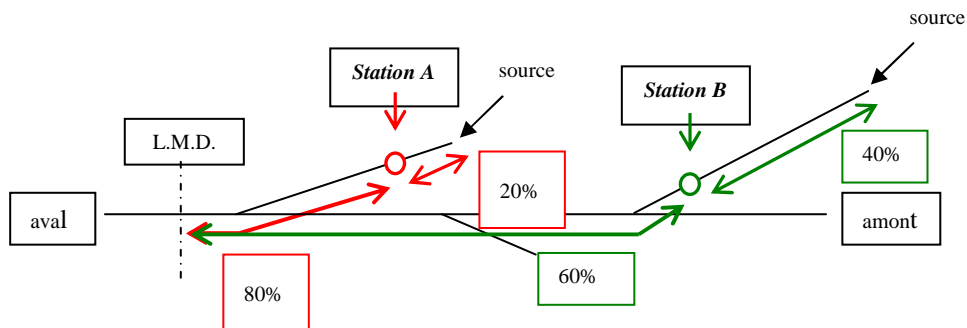 source
Station A
source
Station B
L.M.D.
40%
20%
aval
amont
60%
80%